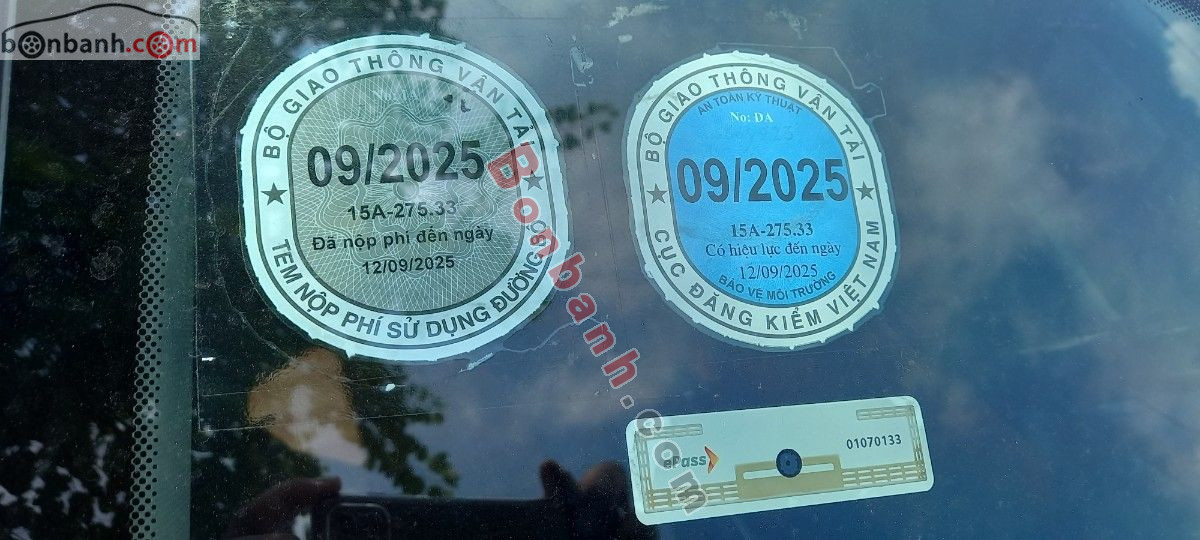 bonbanh.com
BỘ GIAO THÔNG VẬN TẢI
09/2025
15A-275.33
Đã nộp phí đến ngày
12/09/2025
TEM NỘP PHÍ SỬ DỤNG ĐƯỜNG BỘ
BỘ GIAO THÔNG VẬN TẢI
AN TOÀN KỸ THUẬT
No: ĐA
09/2025
15A-275.33
Có hiệu lực đến ngày
12/09/2025
BẢO VỆ MÔI TRƯỜNG
CỤC ĐĂNG KIỂM VIỆT NAM
Bonbanh.com
ePass
01070133